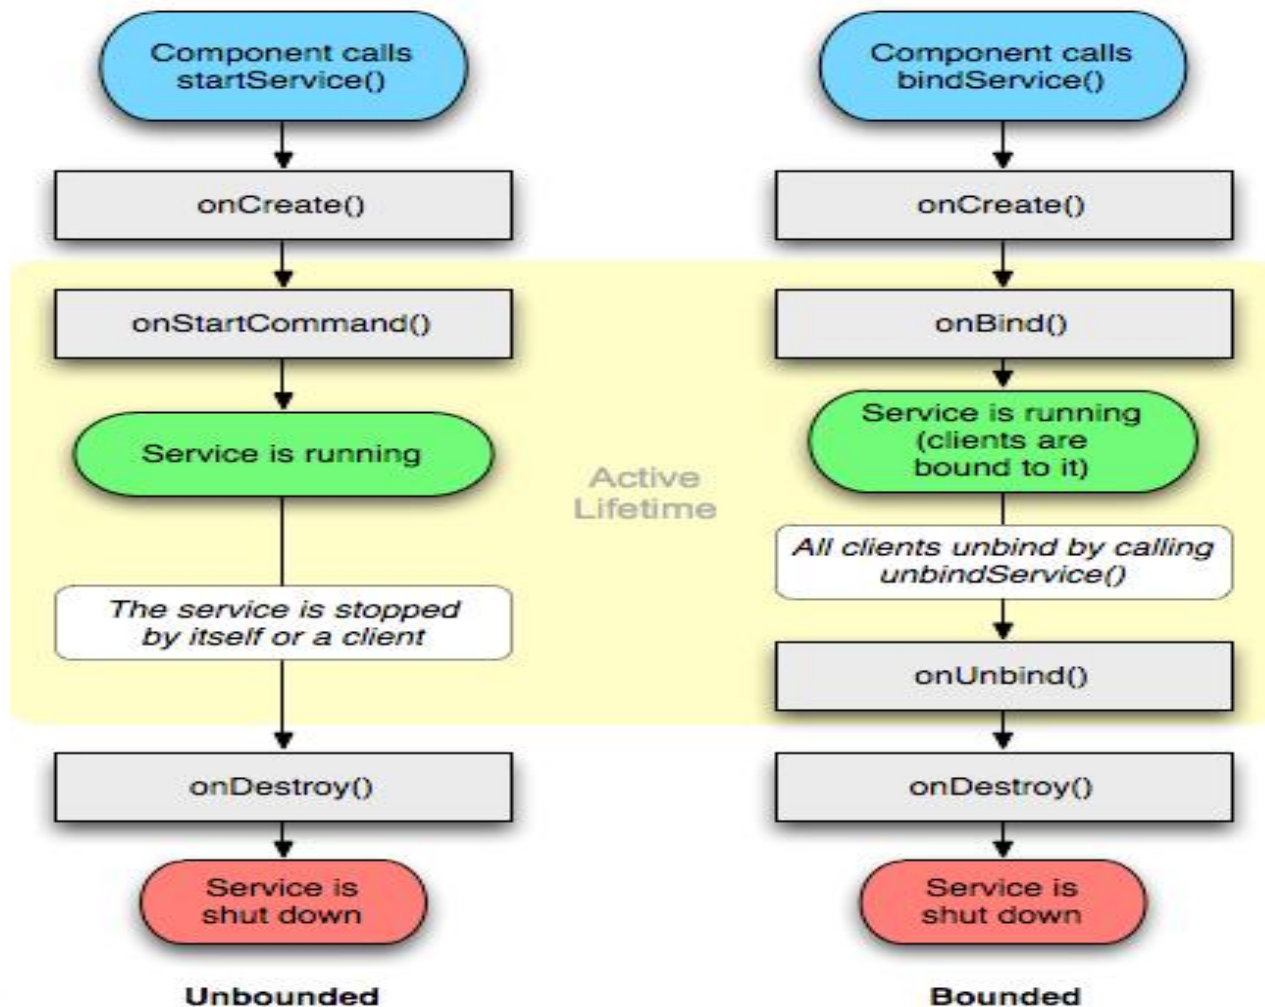 Component calls
startService()
onCreate()
onStartCommand()
Service is running
The service is stopped
by itself or a client
onDestroy()
Service is
shut down
Unbounded
Active
Lifetime
Component calls
bindService()
onCreate()
onBind()
Service is running
(clients are
bound to it)
All clients unbind by calling
unbindService()
onUnbind()
onDestroy()
Service is
shut down
Bounded